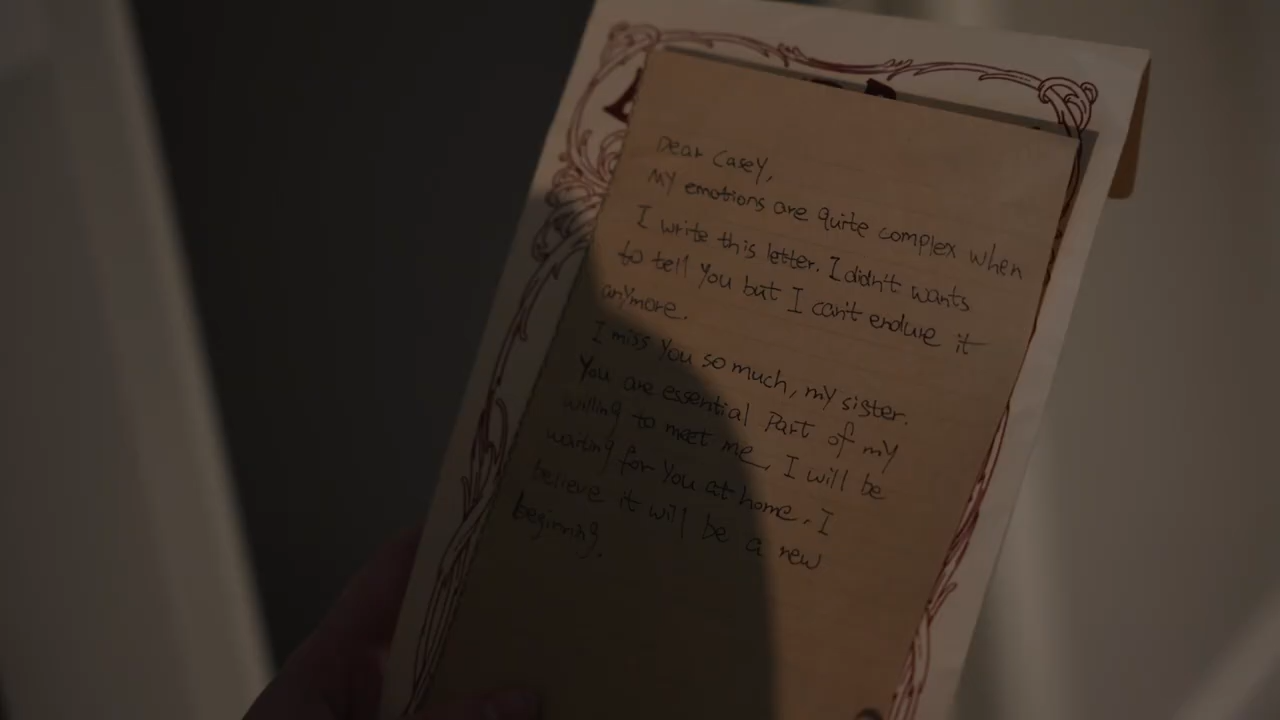 Dear Casey,
My emotions are quite complex when
I write this letter. I didn't wants
to tell you but I can't endure it
anymore.
I miss you so much, my sister.
You are essential part of my
willing to meet me, I will be
waiting for you at home. I
believe it will be a new
beginning.